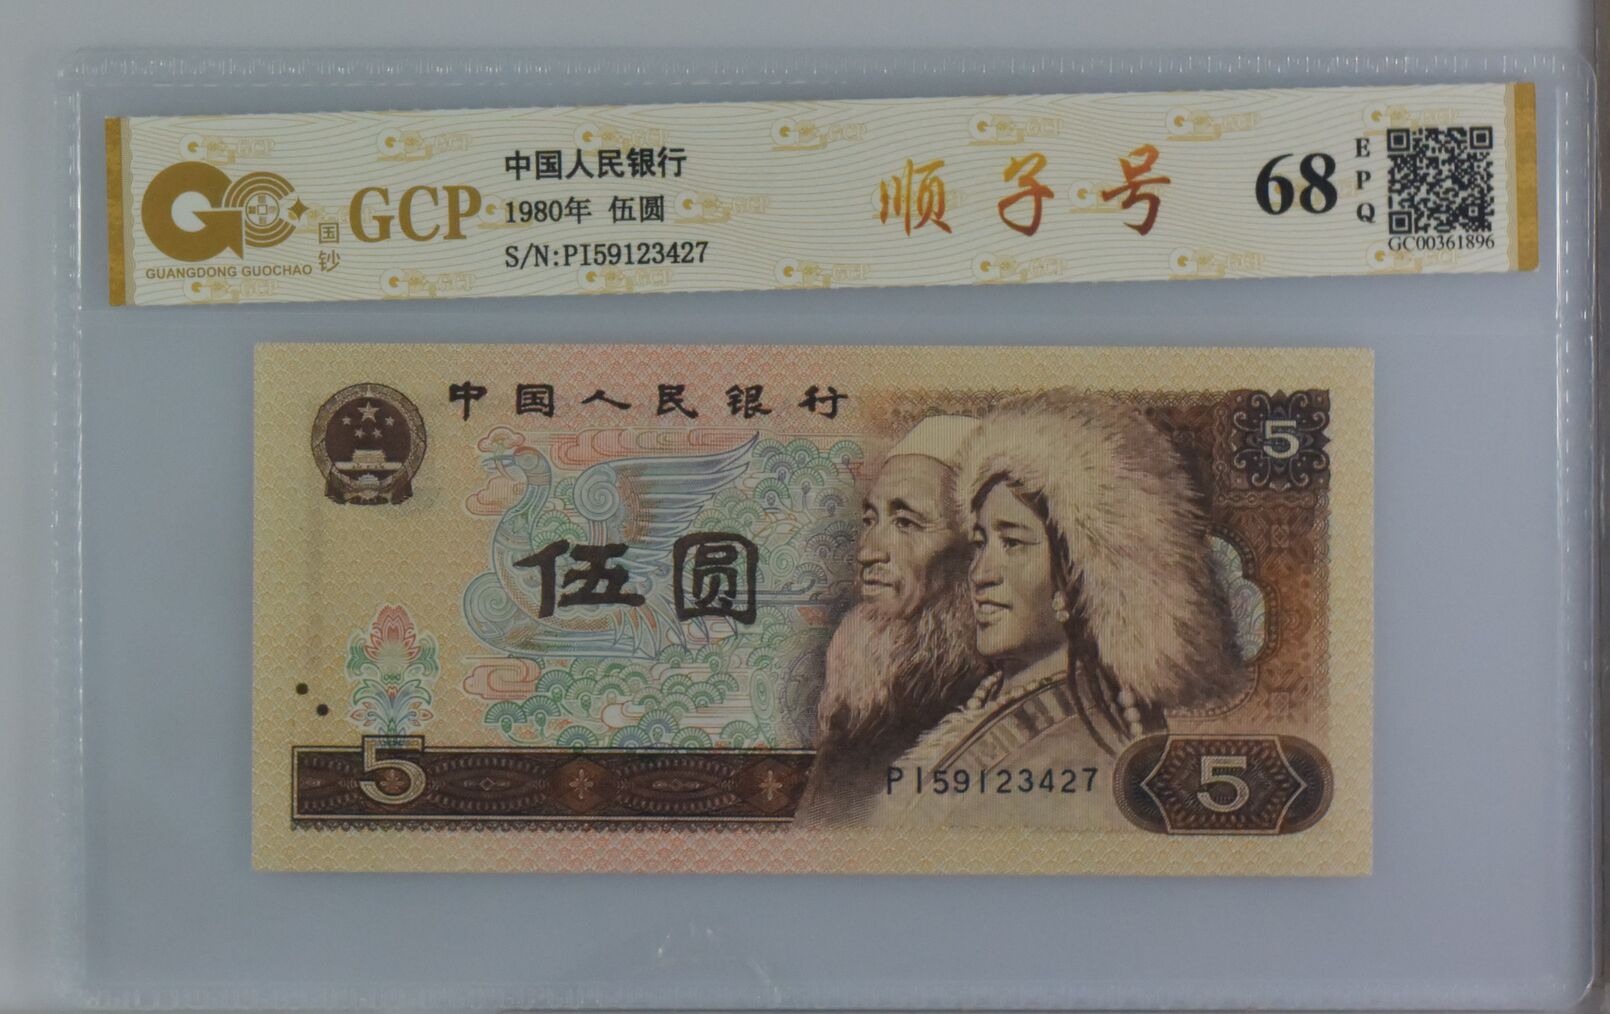 GUANGDONG GUOCHAO
国钞
GCP
中国人民银行
1980年 伍圆
S/N:PI59123427
顺子号
68
EPQ
GC00361896
中国人民银行
5
伍圆
5
PI59123427
5